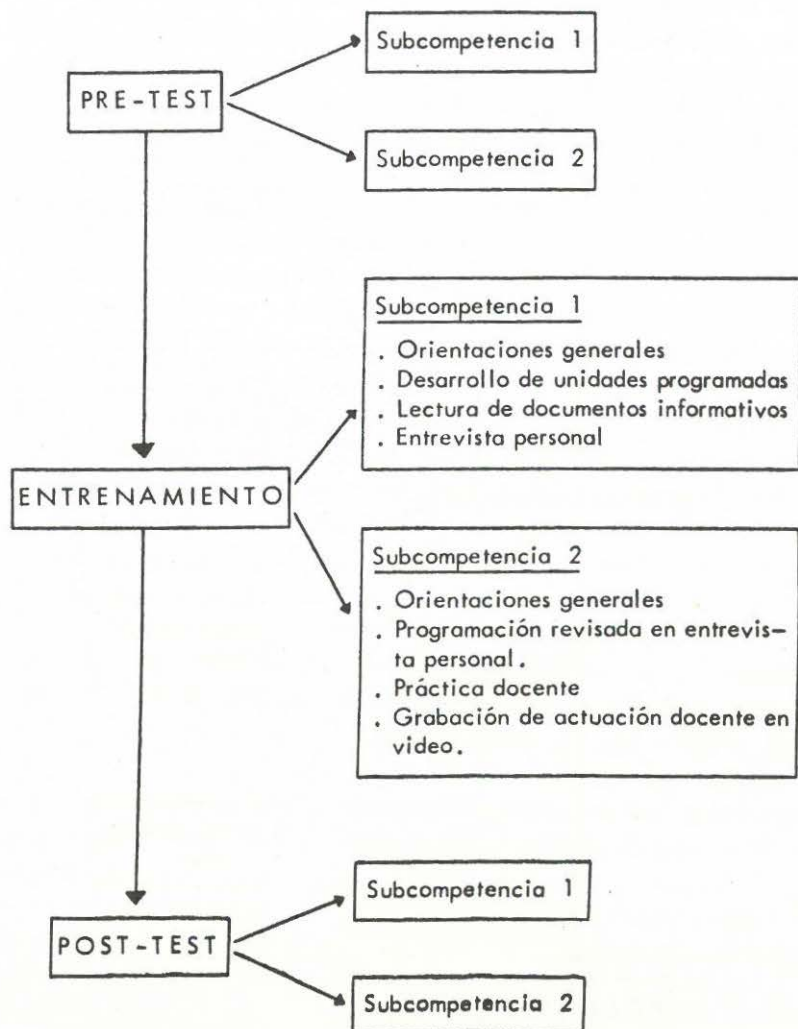 Subcompetencia 1
PRE-TEST
Subcompetencia 2
Subcompetencia 1
. Orientaciones generales
. Desarrollo de unidades programadas
. Lectura de documentos informativos
. Entrevista personal
ENTRENAMIENTO
Subcompetencia 2
. Orientaciones generales
. Programación revisada en entrevis-
ta personal.
. Práctica docente
. Grabación de actuación docente en
video.
Subcompetencia 1
POST-TEST
Subcompetencia 2